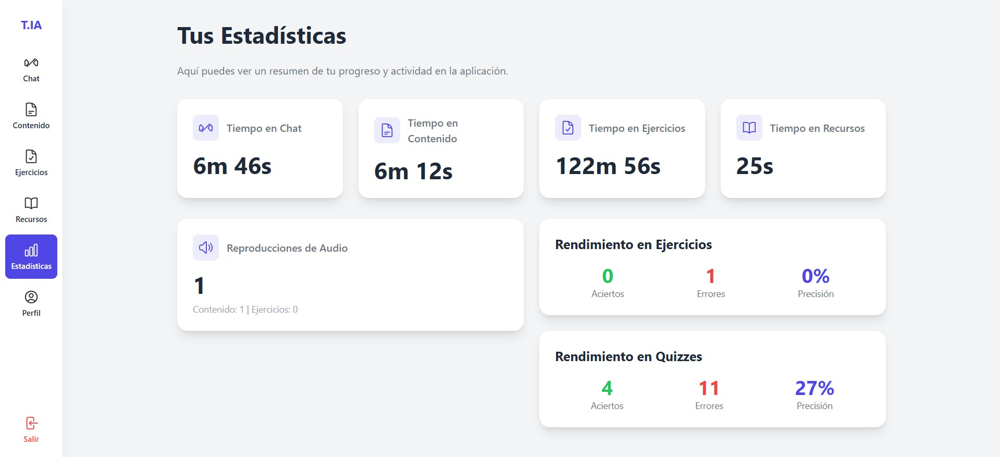 T.IA
Chat
Contenido
Ejercicios
Recursos
Estadísticas
Perfil
Salir
Tus Estadísticas
Aquí puedes ver un resumen de tu progreso y actividad en la aplicación.
Tiempo en Chat
6m 46s
Tiempo en
Contenido
6m 12s
Tiempo en Ejercicios
122m 56s
Tiempo en Recursos
25s
Reproducciones de Audio
1
Contenido: 1 | Ejercicios: 0
Rendimiento en Ejercicios
0 1 0%
Aciertos Errores Precisión
Rendimiento en Quizzes
4 11 27%
Aciertos Errores Precisión